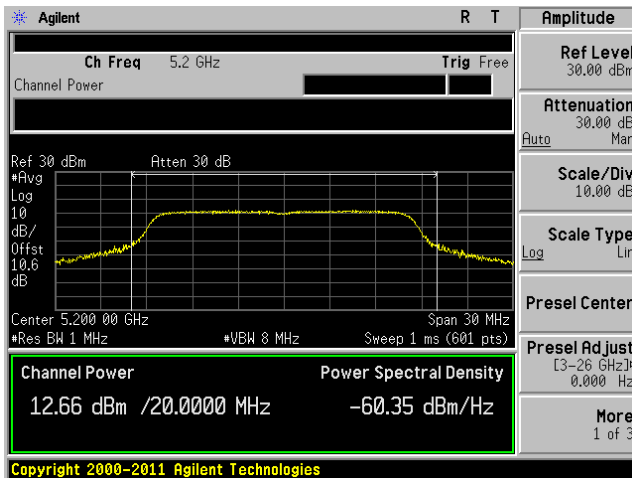 Agilent R T
Ch Freq 5.2 GHz Trig Free
Channel Power
Ref 30 dBm Atten 30 dB
#Avg
Log
10
dB/
Offst
10.6
dB
Center 5.200 00 GHz Span 30 MHz
#Res BW 1 MHz #VBW 8 MHz Sweep 1 ms (601 pts)
Channel Power Power Spectral Density
12.66 dBm /20.0000 MHz -60.35 dBm/Hz
Copyright 2000-2011 Agilent Technologies
Amplitude
Ref Level
30.00 dBm
Attenuation
30.00 dB
Auto Man
Scale/Div
10.00 dB
Scale Type
Log Lin
Presel Center
Presel Adjust
[3-26 GHz]
0.000 Hz
More
1 of 3